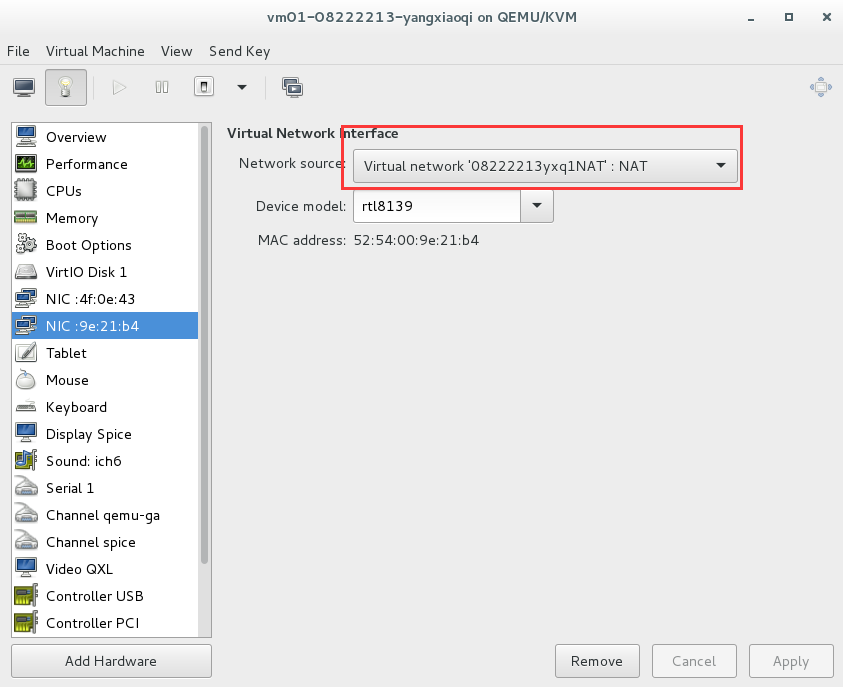 vm01-08222213-yangxiaoqi on QEMU/KVM
File Virtual Machine View Send Key
Overview
Performance
CPUs
Memory
Boot Options
VirtIO Disk 1
NIC :4f:0e:43
NIC :9e:21:b4
Tablet
Mouse
Keyboard
Display Spice
Sound: ich6
Serial 1
Channel qemu-ga
Channel spice
Video QXL
Controller USB
Controller PCI
Add Hardware
Virtual Network Interface
Network source: Virtual network '08222213yxq1NAT' : NAT
Device model: rtl8139
MAC address: 52:54:00:9e:21:b4
Remove Cancel Apply